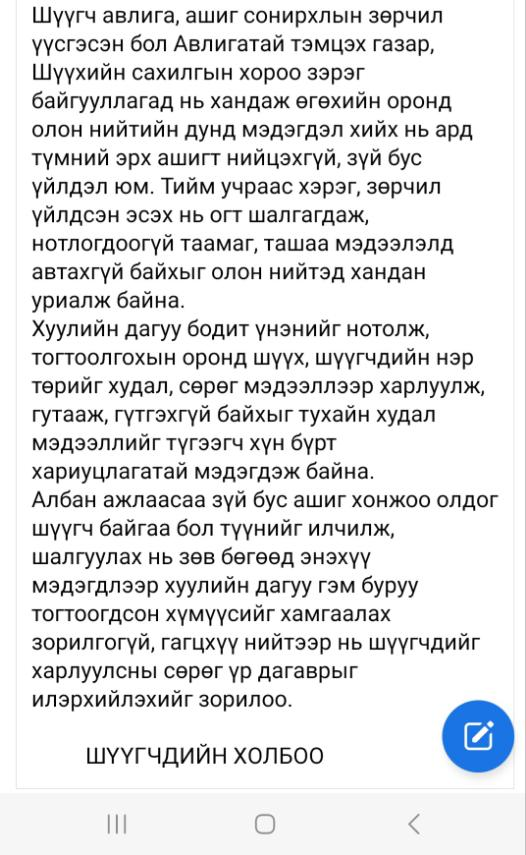 Шүүгч авлига, ашиг сонирхлын зөрчил
үүсгэсэн бол Авлигатай тэмцэх газар,
Шүүхийн сахилгын хороо зэрэг
байгууллагад нь хандаж өгөхийн оронд
олон нийтийн дунд мэдэгдэл хийх нь ард
түмний эрх ашигт нийцэхгүй, зүй бус
үйлдэл юм. Тийм учраас хэрэг, зөрчил
үйлдсэн эсэх нь огт шалгагдаж,
нотлогдоогүй таамаг, ташаа мэдээлэлд
автахгүй байхыг олон нийтэд хандан
уриалж байна.
Хуулийн дагуу бодит үнэнийг нотолж,
тогтоолгохын оронд шүүх, шүүгчдийн нэр
төрийг худал, сөрөг мэдээллээр харлуулж,
гутааж, гүтгэхгүй байхыг тухайн худал
мэдээллийг түгээгч хүн бүрт
хариуцлагатай мэдэгдэж байна.
Албан ажлаасаа зүй бус ашиг хонжоо олдог
шүүгч байгаа бол түүнийг илчилж,
шалгуулах нь зөв бөгөөд энэхүү
мэдэгдлээр хуулийн дагуу гэм буруу
тогтоогдсон хүмүүсийг хамгаалах
зорилгогүй, гагцхүү нийтээр нь шүүгчдийг
харлуулсны сөрөг үр дагаврыг
илэрхийлэхийг зорилоо.
ШҮҮГЧДИЙН ХОЛБОО